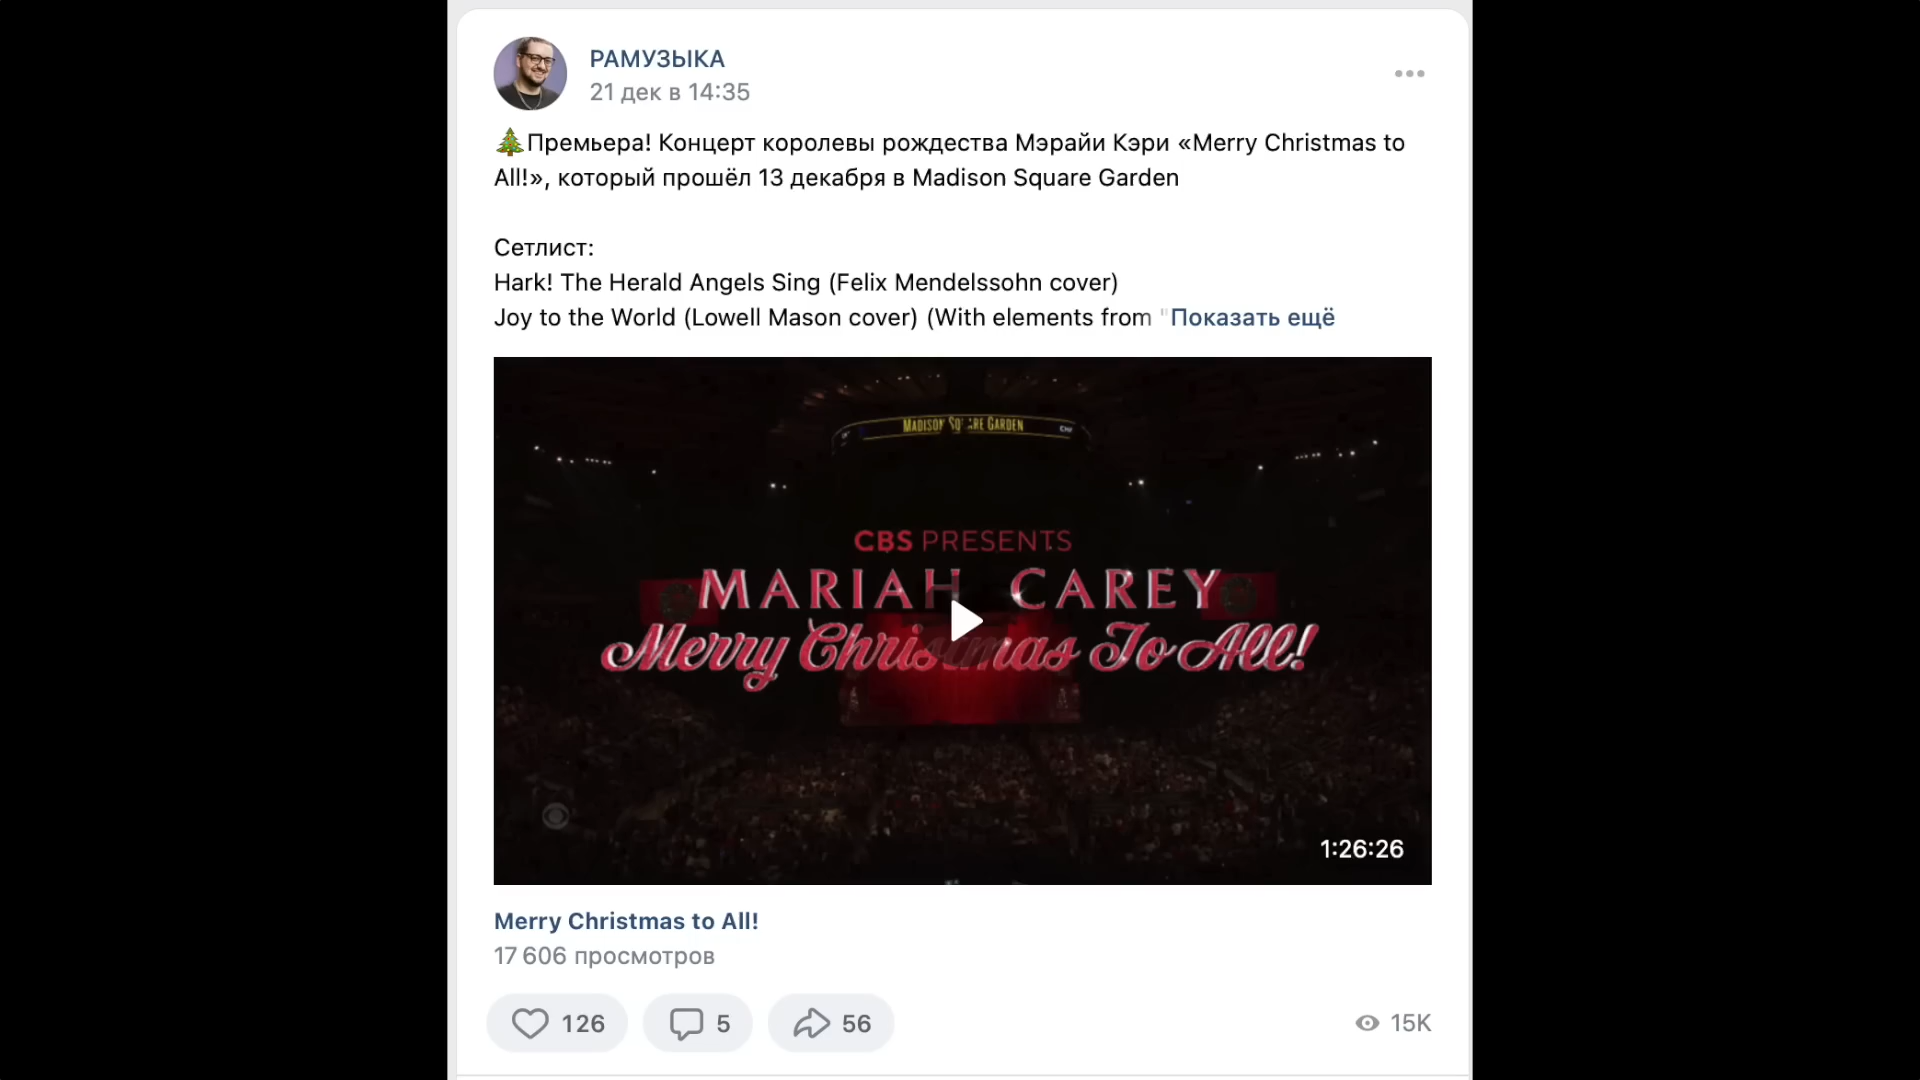 РАМУЗЫКА
21 дек в 14:35
🎄Премьера! Концерт королевы рождества Мэрайи Кэри «Merry Christmas to
All!», который прошёл 13 декабря в Madison Square Garden
Сетлист:
Hark! The Herald Angels Sing (Felix Mendelssohn cover)
Joy to the World (Lowell Mason cover) (With elements from "Показать ещё
MADISON SQUARE GARDEN
CBS PRESENTS
MARIAH CAREY
Merry Christmas To All!
1:26:26
Merry Christmas to All!
17 606 просмотров
126
5
56
15K